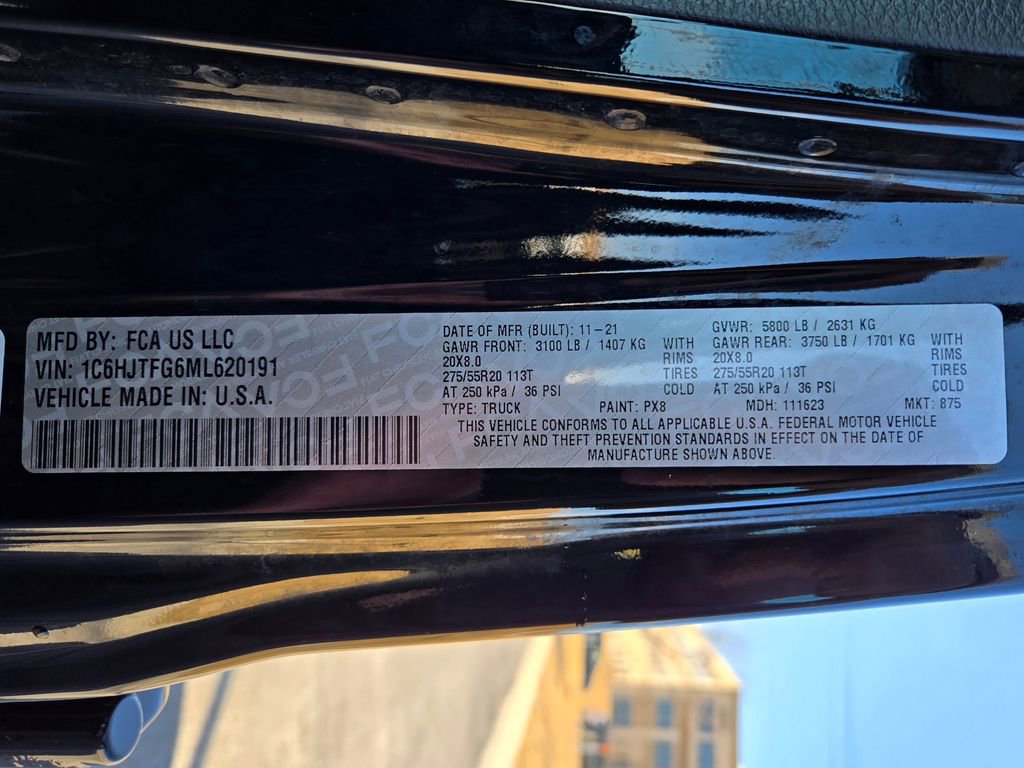 MFD BY: FCA US LLC
VIN: 1C6HJTFG6ML620191
VEHICLE MADE IN: U.S.A.
DATE OF MFR (BUILT): 11-21
GVWR: 5800 LB / 2631 KG
GAWR FRONT: 3100 LB / 1407 KG WITH GAWR REAR: 3750 LB / 1701 KG WITH
20X8.0 RIMS 20X8.0 RIMS
275/55R20 113T TIRES 275/55R20 113T TIRES
AT 250 kPa / 36 PSI COLD AT 250 kPa / 36 PSI COLD
TYPE: TRUCK PAINT: PX8 MDH: 111623 MKT: 875
THIS VEHICLE CONFORMS TO ALL APPLICABLE U.S.A. FEDERAL MOTOR VEHICLE
SAFETY AND THEFT PREVENTION STANDARDS IN EFFECT ON THE DATE OF
MANUFACTURE SHOWN ABOVE.